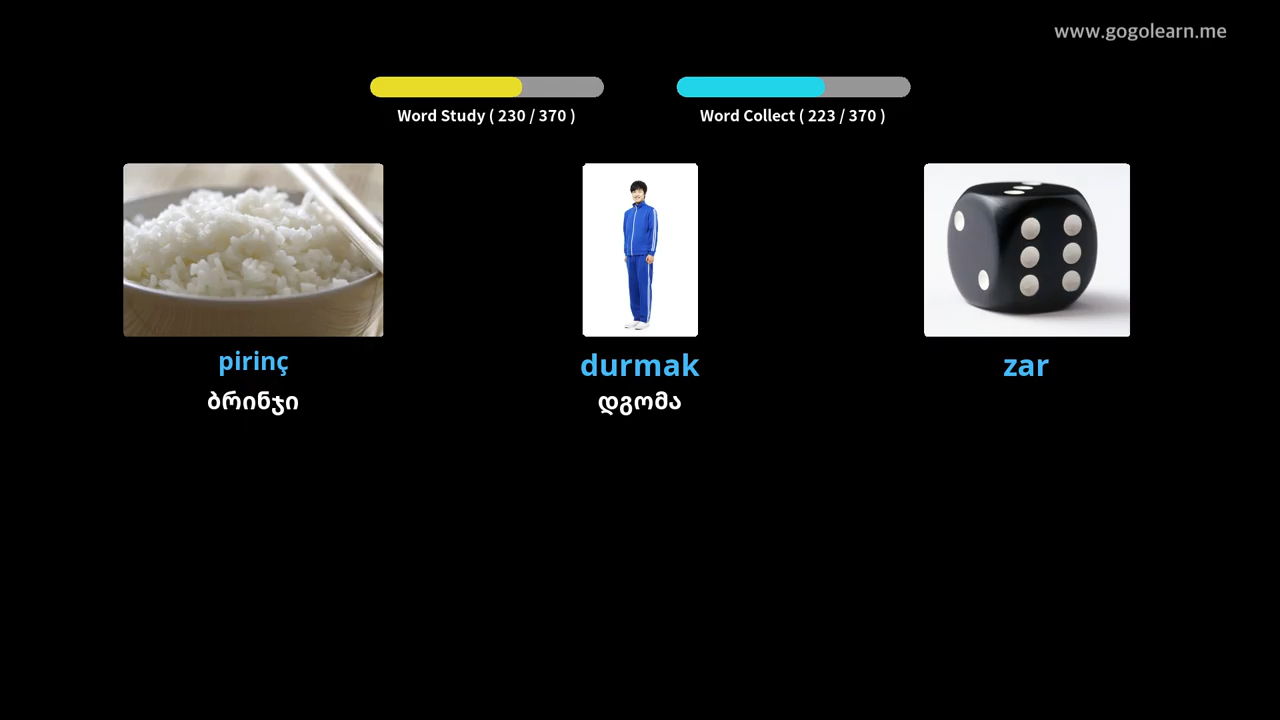 www.gogolearn.me
Word Study ( 230 / 370 )
Word Collect ( 223 / 370 )
pirinç
ბრინჯი
durmak
დგომა
zar